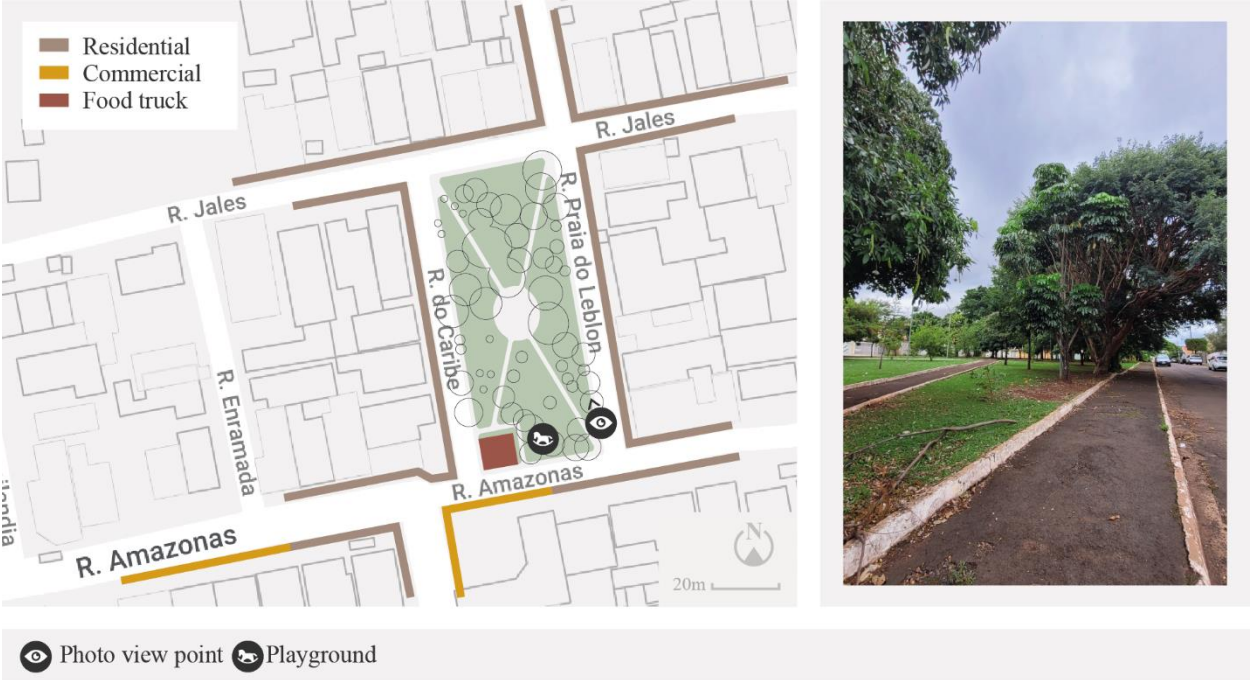 Residential
Commercial
Food truck
R. Jales
R. Jales
R. Praia do Leblon
R. do Caribe
R. Enramada
R. Amazonas
R. Amazonas
N
20m
Photo view point
Playground